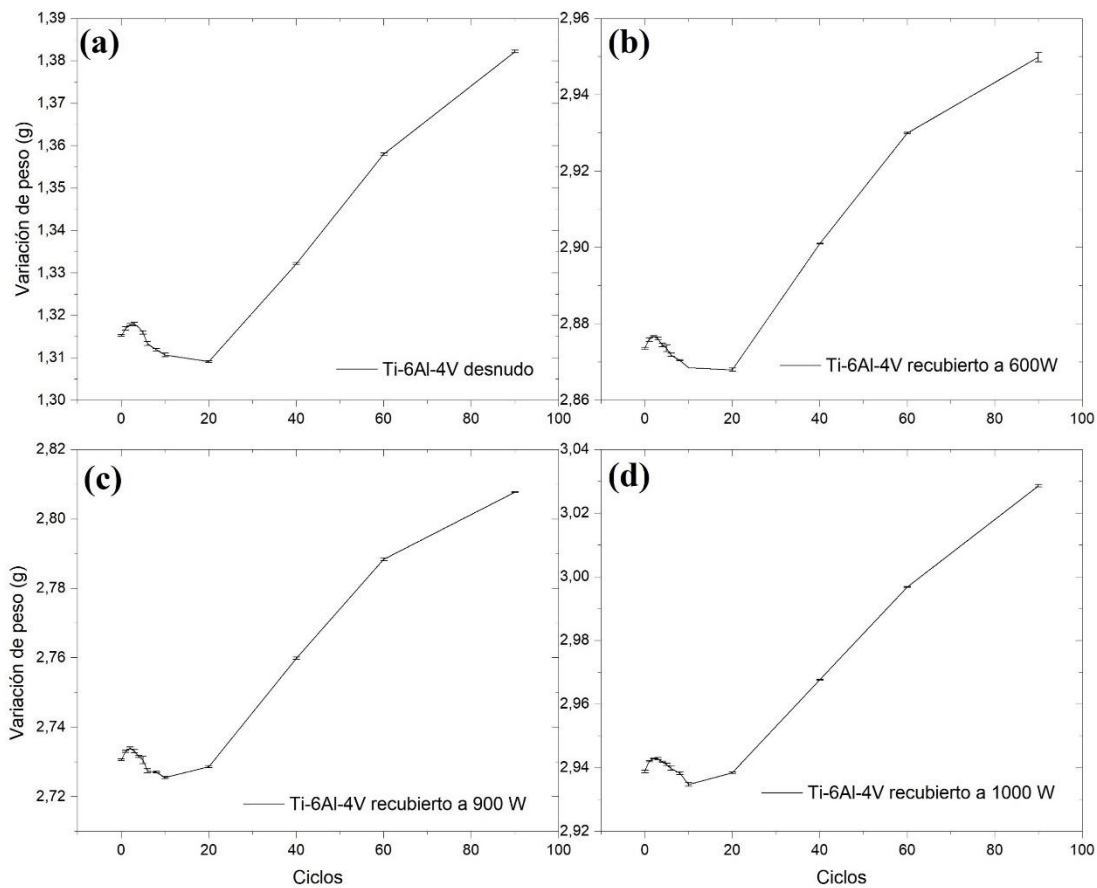 (a)
Variación de peso (g)
1,39
1,38
1,37
1,36
1,35
1,34
1,33
1,32
1,31
1,30
Ti-6Al-4V desnudo
0 20 40 60 80 100
(b)
2,96
2,94
2,92
2,90
2,88
2,86
Ti-6Al-4V recubierto a 600W
0 20 40 60 80 100
(c)
Variación de peso (g)
2,82
2,80
2,78
2,76
2,74
2,72
Ti-6Al-4V recubierto a 900 W
0 20 40 60 80 100
Ciclos
(d)
3,04
3,02
3,00
2,98
2,96
2,94
2,92
Ti-6Al-4V recubierto a 1000 W
0 20 40 60 80 100
Ciclos